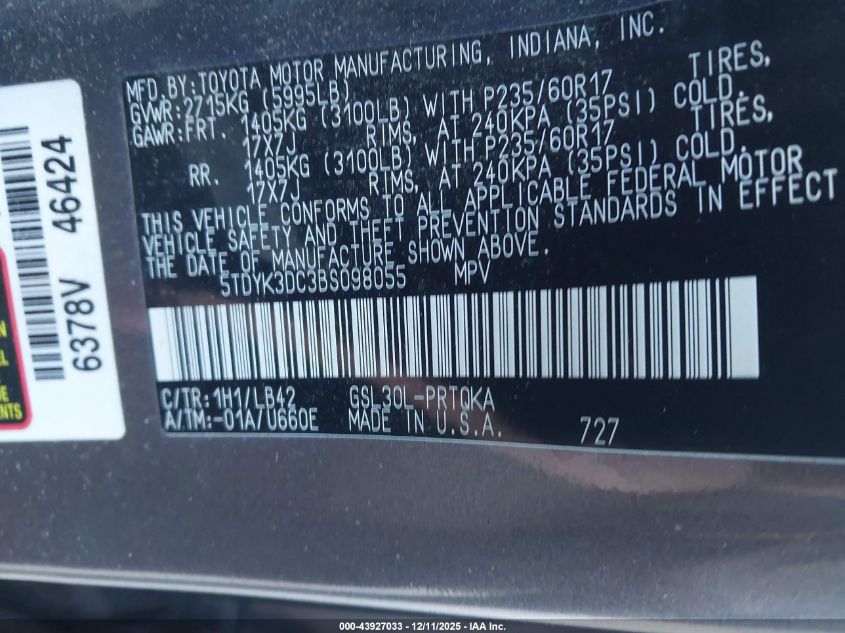 MFD.BY:TOYOTA MOTOR MANUFACTURING, INDIANA, INC.
GVWR:2715KG (5995LB)
GAWR:FRT. 1405KG (3100LB) WITH P235/60R17 TIRES,
17X7J RIMS, AT 240KPA (35PSI) COLD.
RR. 1405KG (3100LB) WITH P235/60R17 TIRES,
17X7J RIMS, AT 240KPA (35PSI) COLD.
THIS VEHICLE CONFORMS TO ALL APPLICABLE FEDERAL MOTOR
VEHICLE SAFETY AND THEFT PREVENTION STANDARDS IN EFFECT
THE DATE OF MANUFACTURE SHOWN ABOVE.
5TDYK3DC3BS098055 MPV
C/TR:1H1/LB42 GSL30L-PRTQKA
A/TM:-01A/U660E MADE IN U.S.A. 727
6378V 46424
000-43927033 - 12/11/2025 - IAA Inc.